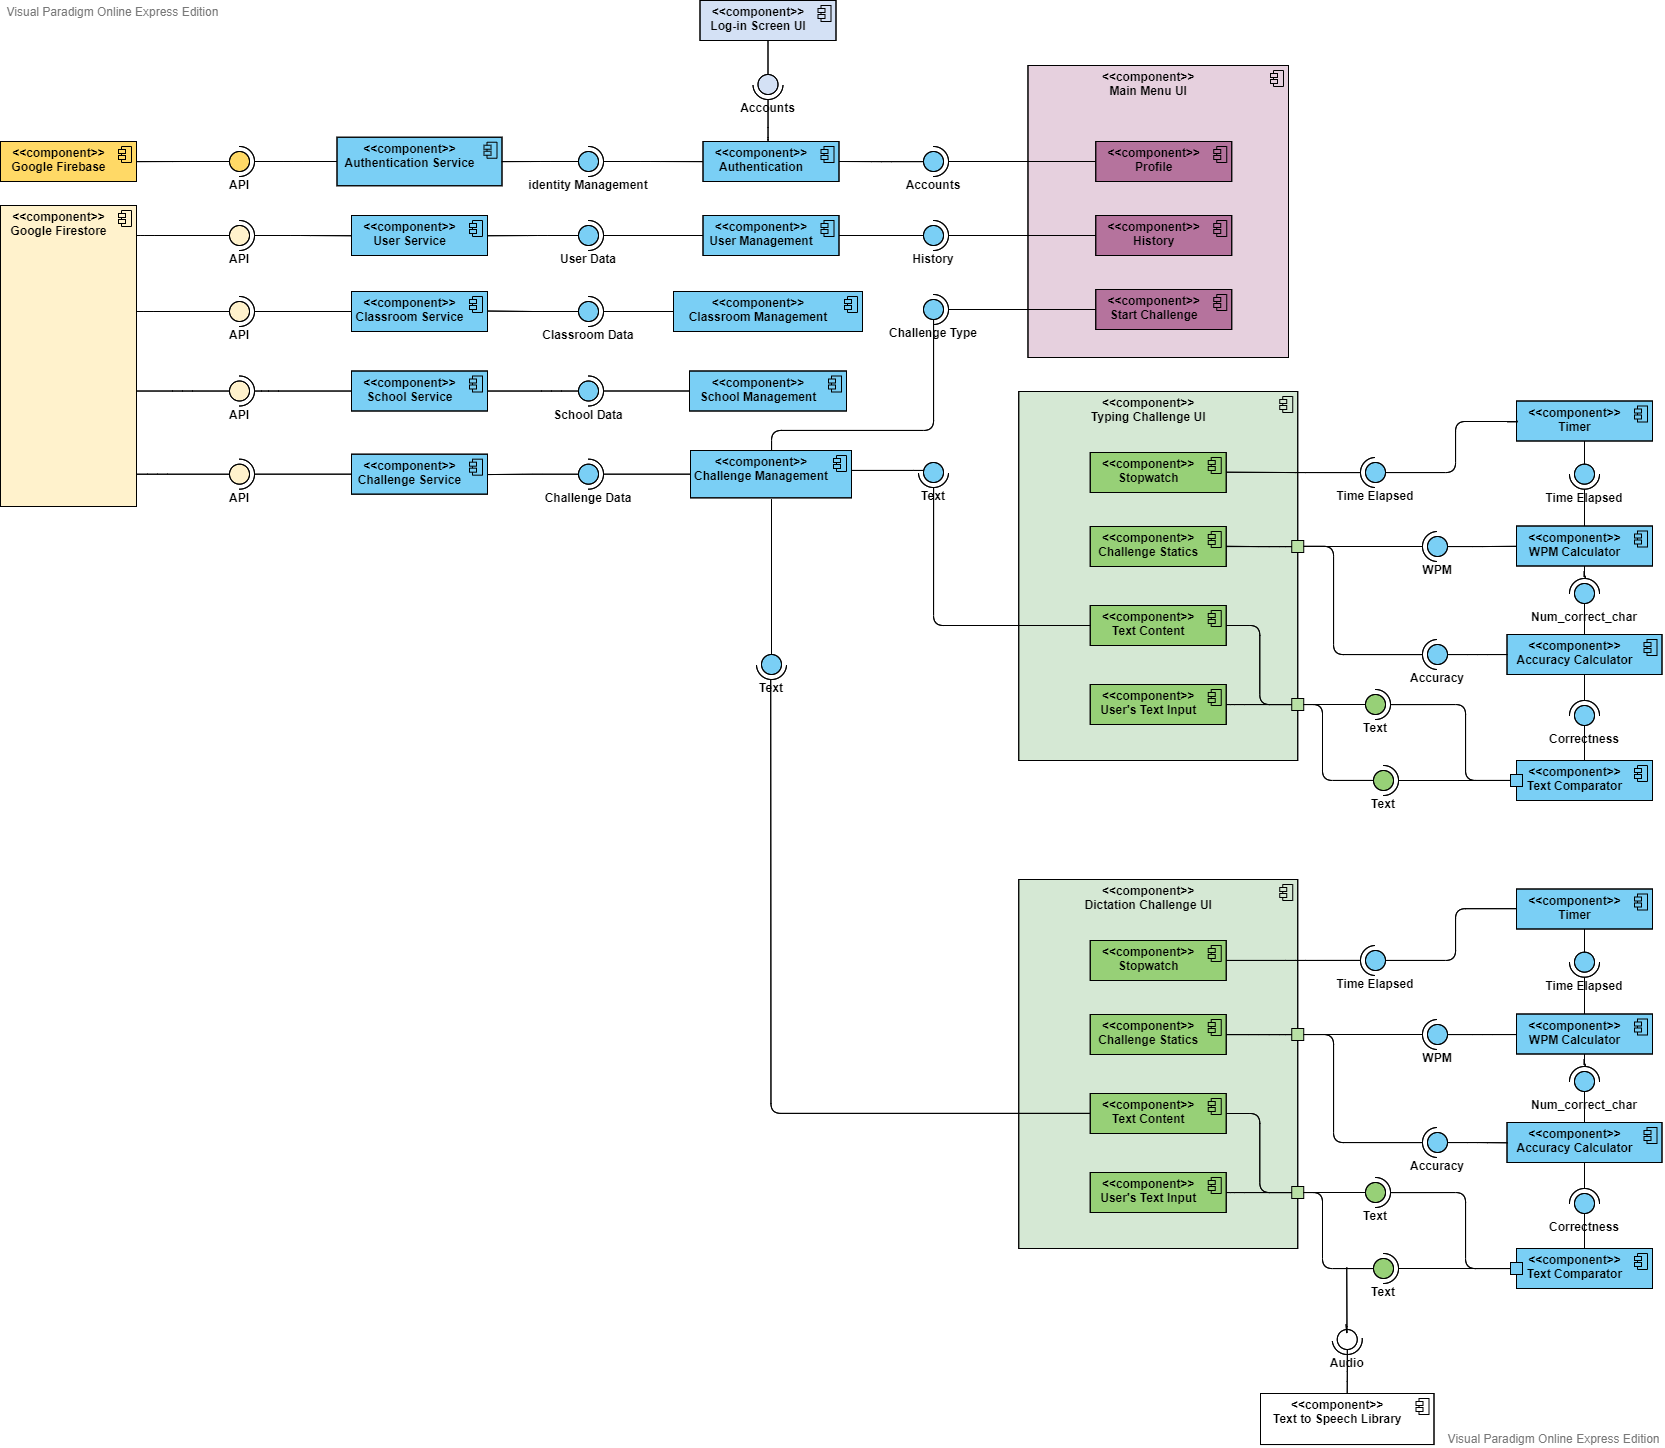 Visual Paradigm Online Express Edition
<<component>>
Log-in Screen UI
Accounts
<<component>>
Main Menu UI
<<component>>
Google Firebase
API
<<component>>
Authentication Service
identity Management
<<component>>
Authentication
Accounts
<<component>>
Profile
<<component>>
Google Firestore
API
<<component>>
User Service
User Data
<<component>>
User Management
History
<<component>>
History
API
<<component>>
Classroom Service
Classroom Data
<<component>>
Classroom Management
Challenge Type
<<component>>
Start Challenge
API
<<component>>
School Service
School Data
<<component>>
School Management
API
<<component>>
Challenge Service
Challenge Data
<<component>>
Challenge Management
Text
Text
<<component>>
Typing Challenge UI
<<component>>
Stopwatch
Time Elapsed
<<component>>
Timer
Time Elapsed
<<component>>
Challenge Statics
WPM
<<component>>
WPM Calculator
Num_correct_char
<<component>>
Text Content
Accuracy
<<component>>
Accuracy Calculator
<<component>>
User's Text Input
Text
Correctness
Text
<<component>>
Text Comparator
<<component>>
Dictation Challenge UI
<<component>>
Stopwatch
Time Elapsed
<<component>>
Timer
Time Elapsed
<<component>>
Challenge Statics
WPM
<<component>>
WPM Calculator
Num_correct_char
<<component>>
Text Content
Accuracy
<<component>>
Accuracy Calculator
<<component>>
User's Text Input
Text
Correctness
Text
<<component>>
Text Comparator
Audio
<<component>>
Text to Speech Library
Visual Paradigm Online Express Edition